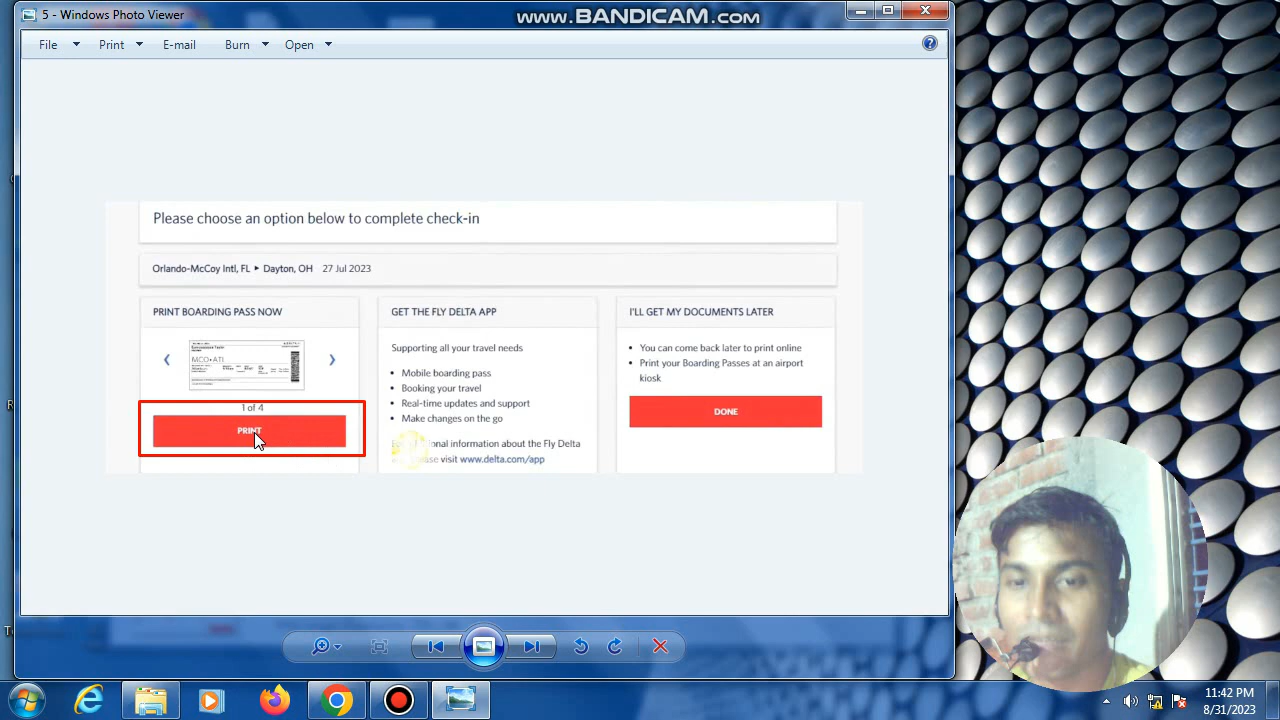 5 - Windows Photo Viewer
www.BANDICAM.com
File Print E-mail Burn Open
Please choose an option below to complete check-in
Orlando-McCoy Intl, FL ▸ Dayton, OH 27 Jul 2023
PRINT BOARDING PASS NOW
MCO▸ATL
1 of 4
PRINT
GET THE FLY DELTA APP
Supporting all your travel needs
• Mobile boarding pass
• Booking your travel
• Real-time updates and support
• Make changes on the go
information about the Fly Delta
visit www.delta.com/app
I'LL GET MY DOCUMENTS LATER
• You can come back later to print online
• Print your Boarding Passes at an airport
kiosk
DONE
11:42 PM
8/31/2023